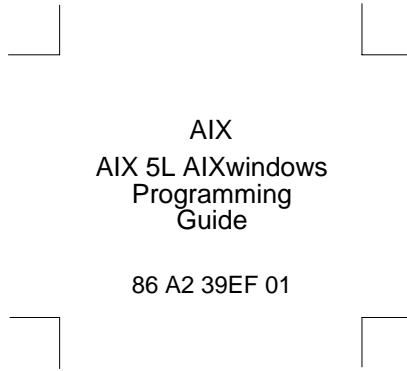 AIX
AIX 5L AIXwindows
Programming
Guide
86 A2 39EF 01